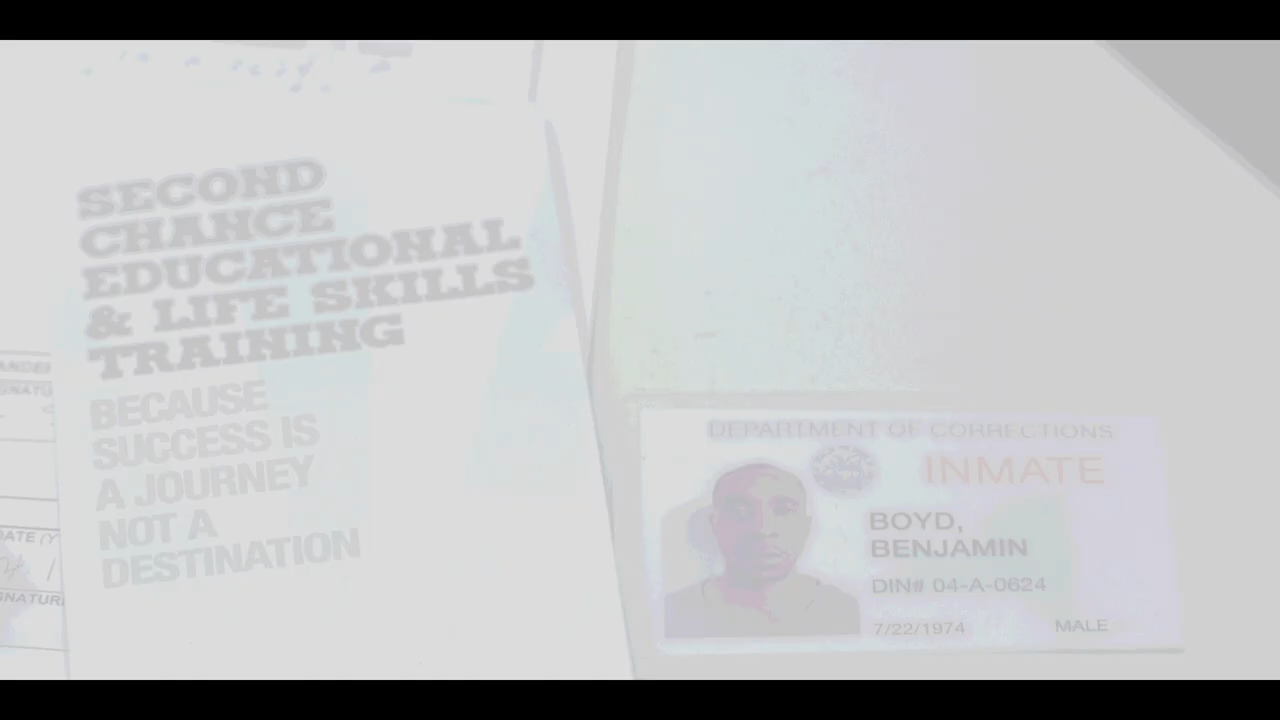 SECOND
CHANCE
EDUCATIONAL
& LIFE SKILLS
TRAINING
BECAUSE
SUCCESS IS
A JOURNEY
NOT A
DESTINATION
DATE (Y
DEPARTMENT OF CORRECTIONS
INMATE
BOYD,
BENJAMIN
DIN# 04-A-0624
7/22/1974 MALE